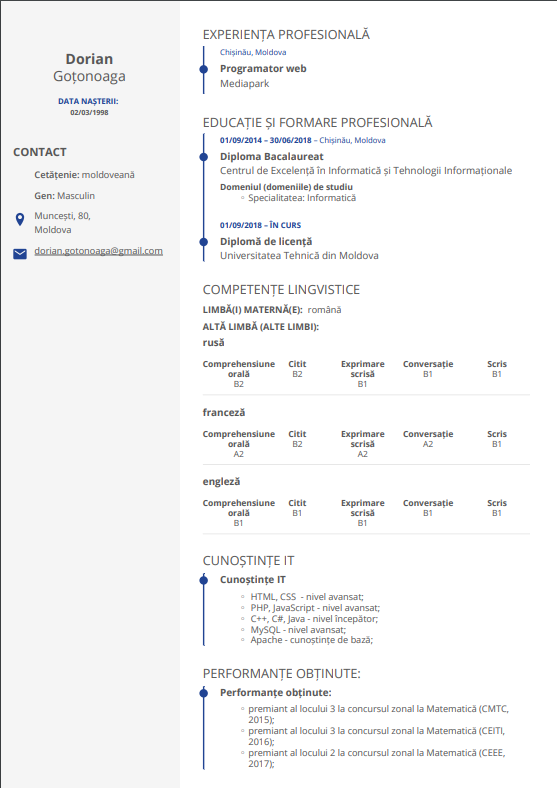 Dorian
Goțonoaga
DATA NAȘTERII:
02/03/1998
CONTACT
Cetățenie: moldoveană
Gen: Masculin
Muncești, 80,
Moldova
dorian.gotonoaga@gmail.com
EXPERIENȚA PROFESIONALĂ
Chișinău, Moldova
Programator web
Mediapark
EDUCAȚIE ȘI FORMARE PROFESIONALĂ
01/09/2014 – 30/06/2018 – Chișinău, Moldova
Diploma Bacalaureat
Centrul de Excelență în Informatică și Tehnologii Informaționale
Domeniul (domeniile) de studiu
Specialitatea: Informatică
01/09/2018 – ÎN CURS
Diplomă de licență
Universitatea Tehnică din Moldova
COMPETENȚE LINGVISTICE
LIMBĂ(I) MATERNĂ(E): română
ALTĂ LIMBĂ (ALTE LIMBI):
rusă
Comprehensiune Citit Exprimare Conversație Scris
orală B2 scrisă B1 B1
B2 B1
franceză
Comprehensiune Citit Exprimare Conversație Scris
orală B2 scrisă A2 B1
A2 A2
engleză
Comprehensiune Citit Exprimare Conversație Scris
orală B1 scrisă B1 B1
B1 B1
CUNOȘTINȚE IT
Cunoștințe IT
HTML, CSS - nivel avansat;
PHP, JavaScript - nivel avansat;
C++, C#, Java - nivel începător;
MySQL - nivel avansat;
Apache - cunoștințe de bază;
PERFORMANȚE OBȚINUTE:
Performanțe obținute:
premiant al locului 3 la concursul zonal la Matematică (CMTC,
2015);
premiant al locului 3 la concursul zonal la Matematică (CEITI,
2016);
premiant al locului 2 la concursul zonal la Matematică (CEEE,
2017);